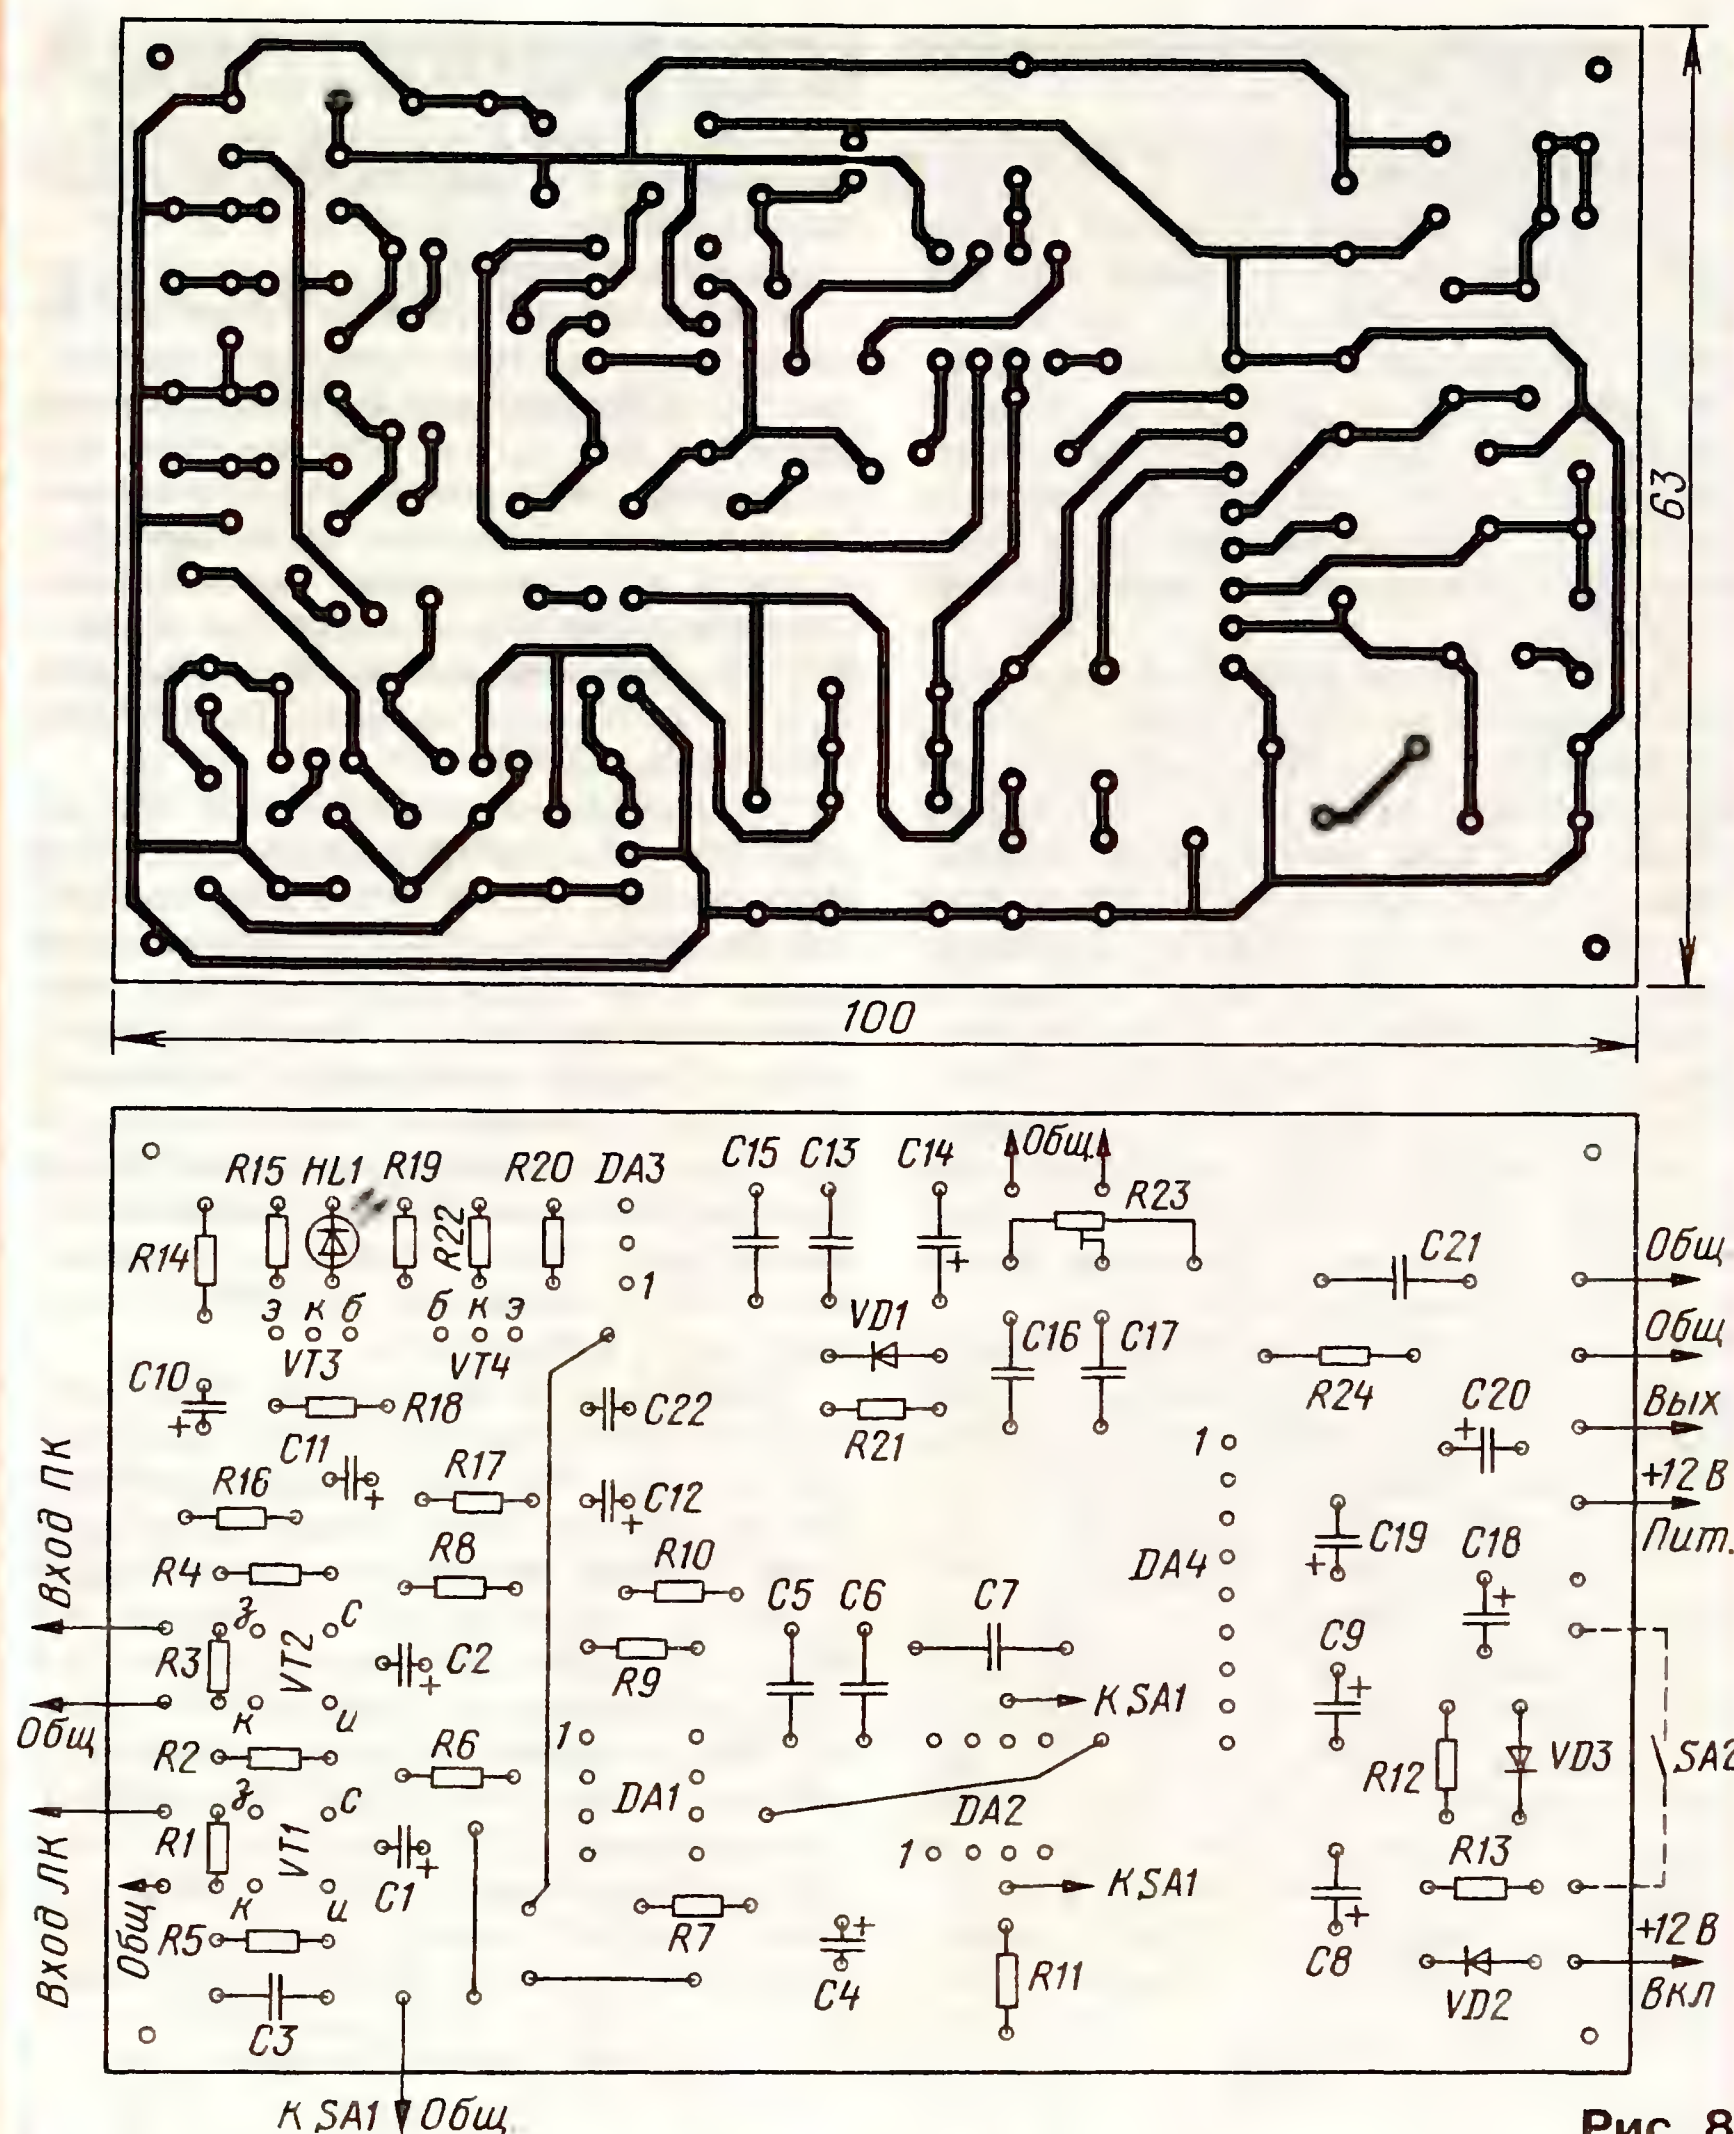 63
100
C15 C13 C14 Общ.
R15 HL1 R19 R20 DA3
R22
R23
R14
C21
Общ
1
э к б б к э
VT3 VT4
VD1
C16 C17
Общ
C10
+
R18
C22
R21
R24
C20
+
Вых
C11
+
R17
C12
+
1
+12 В
Пит.
R16
Вход ПК
R4
R8
R10
DA4
C19
+
C18
+
C5 C6 C7
з с
R3
VT2
C2
+
R9
C9
+
к и
Общ
К SA1
R2
R6
1
DA1
R12
VD3
SA2
з с
R1
VT1
DA2
1
R13
Вход ЛК
Общ
к и
C1
+
К SA1
C8
+
+12 В
R5
R7
+
C4
R11
VD2
ВКЛ
C3
К SA1 Общ.
Рис. 8